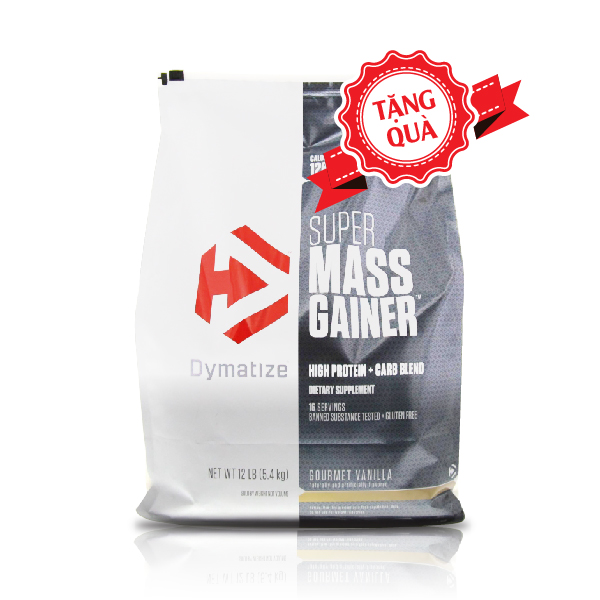 TẶNG
QUÀ
SUPER
MASS
GAINER™
Dymatize
HIGH PROTEIN + CARB BLEND
DIETARY SUPPLEMENT
16 SERVINGS
BANNED SUBSTANCE TESTED • GLUTEN FREE
NET WT 12 LB (5.4 kg)
GOURMET VANILLA